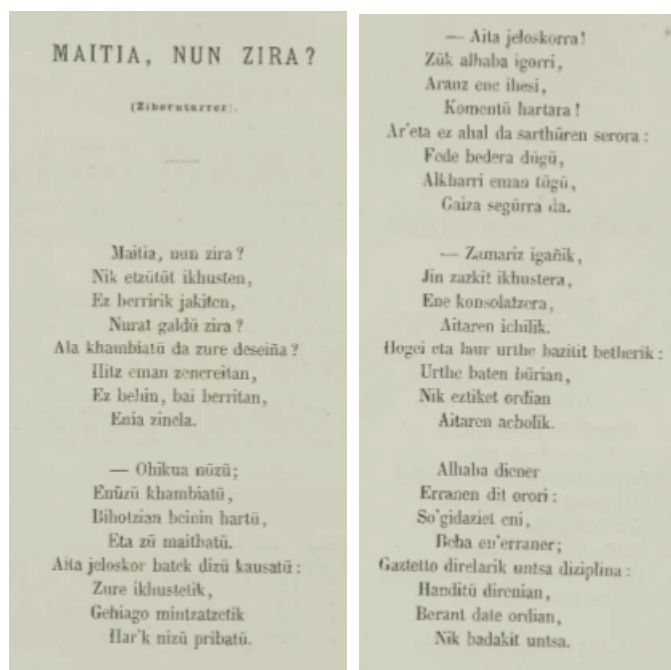 MAITIA, NUN ZIRA?
(Ziberutarrez).
Maitia, nun zira?
Nik etzütüt ikhusten,
Ez berririk jakiten,
Nurat galdü zira?
Ala khambiatü da zure deseiña?
Hitz eman zenereitan,
Ez behin, bai berritan,
Enia zinela.
— Ohikua nüzü;
Enüzü khambiatü,
Bihotzian beinin hartü,
Eta zü maithatü.
Aita jeloskor batek dizü kausatü:
Zure ikhustetik,
Gehiago mintzatzetik
Har'k nizü pribatü.
— Aita jeloskorra!
Zük alhaba igorri,
Arauz ene ihesi,
Komentü hartara!
Ar'eta ez ahal da sarthüren serora:
Fede bedera dügü,
Alkharri eman tügü,
Gaiza segürra da.
— Zamariz igañik,
Jin zazkit ikhustera,
Ene konsolatzera,
Aitaren ichilik.
Hogei eta laur urthe bazitit betherik:
Urthe baten bürian,
Nik eztiket ordian
Aitaren acholik.
Alhaba diener
Erranen dit orori:
So'gidaziet eni,
Beha en'erraner;
Gaztetto direlarik untsa diziplina:
Handitü direnian,
Berant date ordian,
Nik badakit untsa.